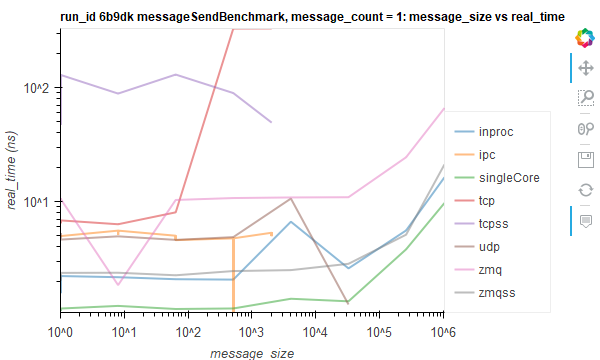 run_id 6b9dk messageSendBenchmark, message_count = 1: message_size vs real_time
10^2
10^1
real_time (ns)
10^0 10^1 10^2 10^3 10^4 10^5 10^6
message_size
inproc
ipc
singleCore
tcp
tcpss
udp
zmq
zmqss